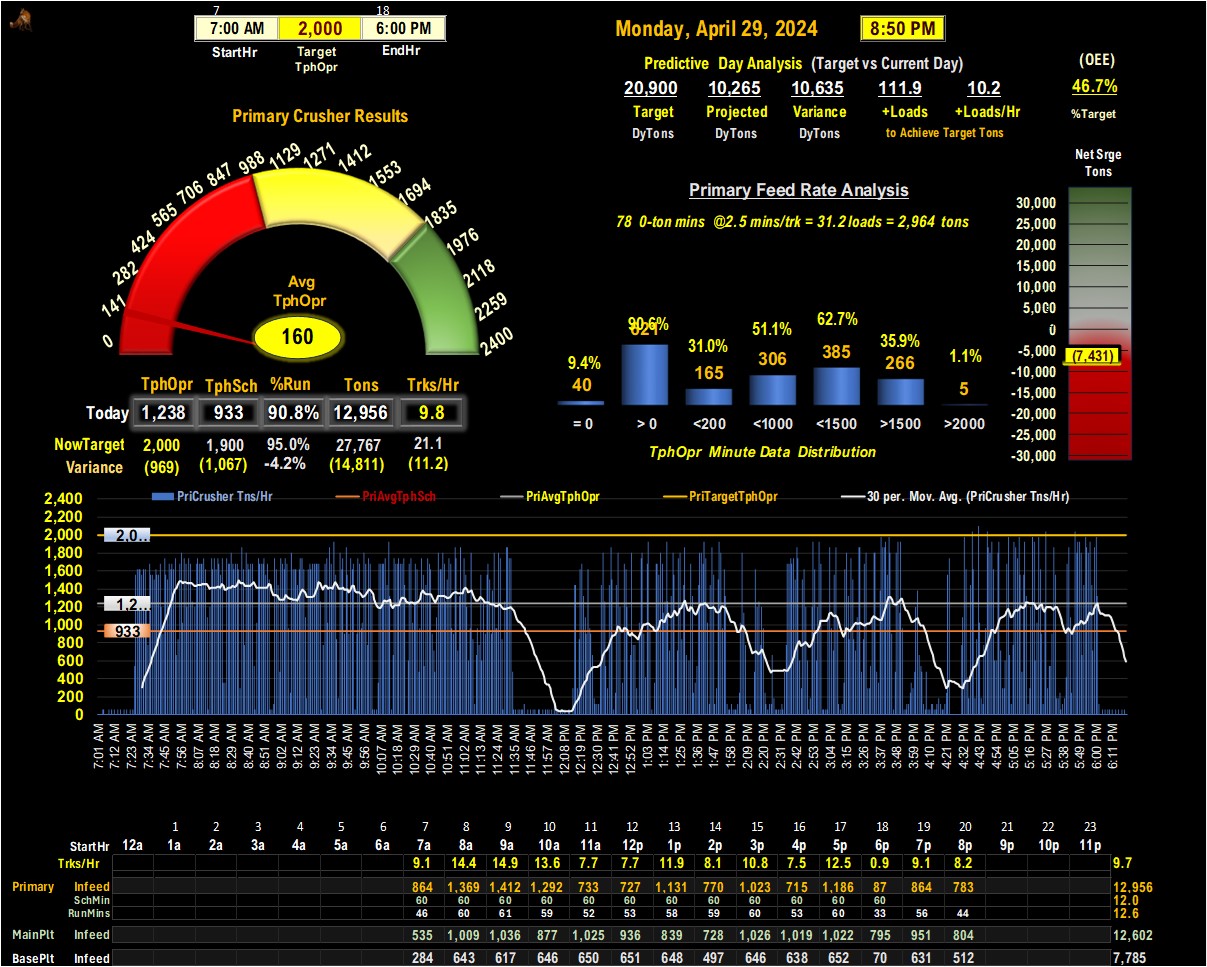 7 18
7:00 AM 2,000 6:00 PM
StartHr Target TphOpr EndHr
Monday, April 29, 2024 8:50 PM
Predictive Day Analysis (Target vs Current Day)
20,900 10,265 10,635 111.9 10.2
Target Projected Variance +Loads +Loads/Hr
DyTons DyTons DyTons to Achieve Target Tons
(OEE)
46.7%
%Target
Primary Crusher Results
0 141 282 424 565 706 847 988 1129 1271 1412 1553 1694 1835 1976 2118 2259 2400
Avg
TphOpr
160
TphOpr TphSch %Run Tons Trks/Hr
Today 1,238 933 90.8% 12,956 9.8
NowTarget 2,000 1,900 95.0% 27,767 21.1
Variance (969) (1,067) -4.2% (14,811) (11.2)
Primary Feed Rate Analysis
78 0-ton mins @2.5 mins/trk = 31.2 loads = 2,964 tons
9.4% 90.6% 31.0% 51.1% 62.7% 35.9% 1.1%
40 621 165 306 385 266 5
= 0 > 0 <200 <1000 <1500 >1500 >2000
TphOpr Minute Data Distribution
Net Srge
Tons
30,000
25,000
20,000
15,000
10,000
5,000
0
-5,000
(7,431)
-10,000
-15,000
-20,000
-25,000
-30,000
PriCrusher Tns/Hr PriAvgTphSch PriAvgTphOpr PriTargetTphOpr 30 per. Mov. Avg. (PriCrusher Tns/Hr)
2,400
2,200
2,000 2,0..
1,800
1,600
1,400
1,200 1,2..
1,000 933
800
600
400
200
0
7:01 AM 7:12 AM 7:23 AM 7:34 AM 7:45 AM 7:56 AM 8:07 AM 8:18 AM 8:29 AM 8:40 AM 8:51 AM 9:02 AM 9:12 AM 9:23 AM 9:34 AM 9:45 AM 9:56 AM 10:07 AM 10:18 AM 10:29 AM 10:40 AM 10:51 AM 11:02 AM 11:13 AM 11:24 AM 11:35 AM 11:46 AM 11:57 AM 12:08 PM 12:19 PM 12:30 PM 12:41 PM 12:52 PM 1:03 PM 1:14 PM 1:25 PM 1:36 PM 1:47 PM 1:58 PM 2:09 PM 2:20 PM 2:31 PM 2:42 PM 2:53 PM 3:04 PM 3:15 PM 3:26 PM 3:37 PM 3:48 PM 3:59 PM 4:10 PM 4:21 PM 4:32 PM 4:43 PM 4:54 PM 5:05 PM 5:16 PM 5:27 PM 5:38 PM 5:49 PM 6:00 PM 6:11 PM
1 2 3 4 5 6 7 8 9 10 11 12 13 14 15 16 17 18 19 20 21 22 23
StartHr 12a 1a 2a 3a 4a 5a 6a 7a 8a 9a 10a 11a 12p 1p 2p 3p 4p 5p 6p 7p 8p 9p 10p 11p
Trks/Hr 9.1 14.4 14.9 13.6 7.7 7.7 11.9 8.1 10.8 7.5 12.5 0.9 9.1 8.2 9.7
Primary Infeed 864 1,369 1,412 1,292 733 727 1,131 770 1,023 715 1,186 87 864 783 12,956
SchMin 60 60 60 60 60 60 60 60 60 60 60 60 12.0
RunMins 46 60 61 59 52 53 58 59 60 53 60 33 56 44 12.6
MainPlt Infeed 535 1,009 1,036 877 1,025 936 839 728 1,026 1,019 1,022 795 951 804 12,602
BasePlt Infeed 284 643 617 646 650 651 648 497 646 638 652 70 631 512 7,785